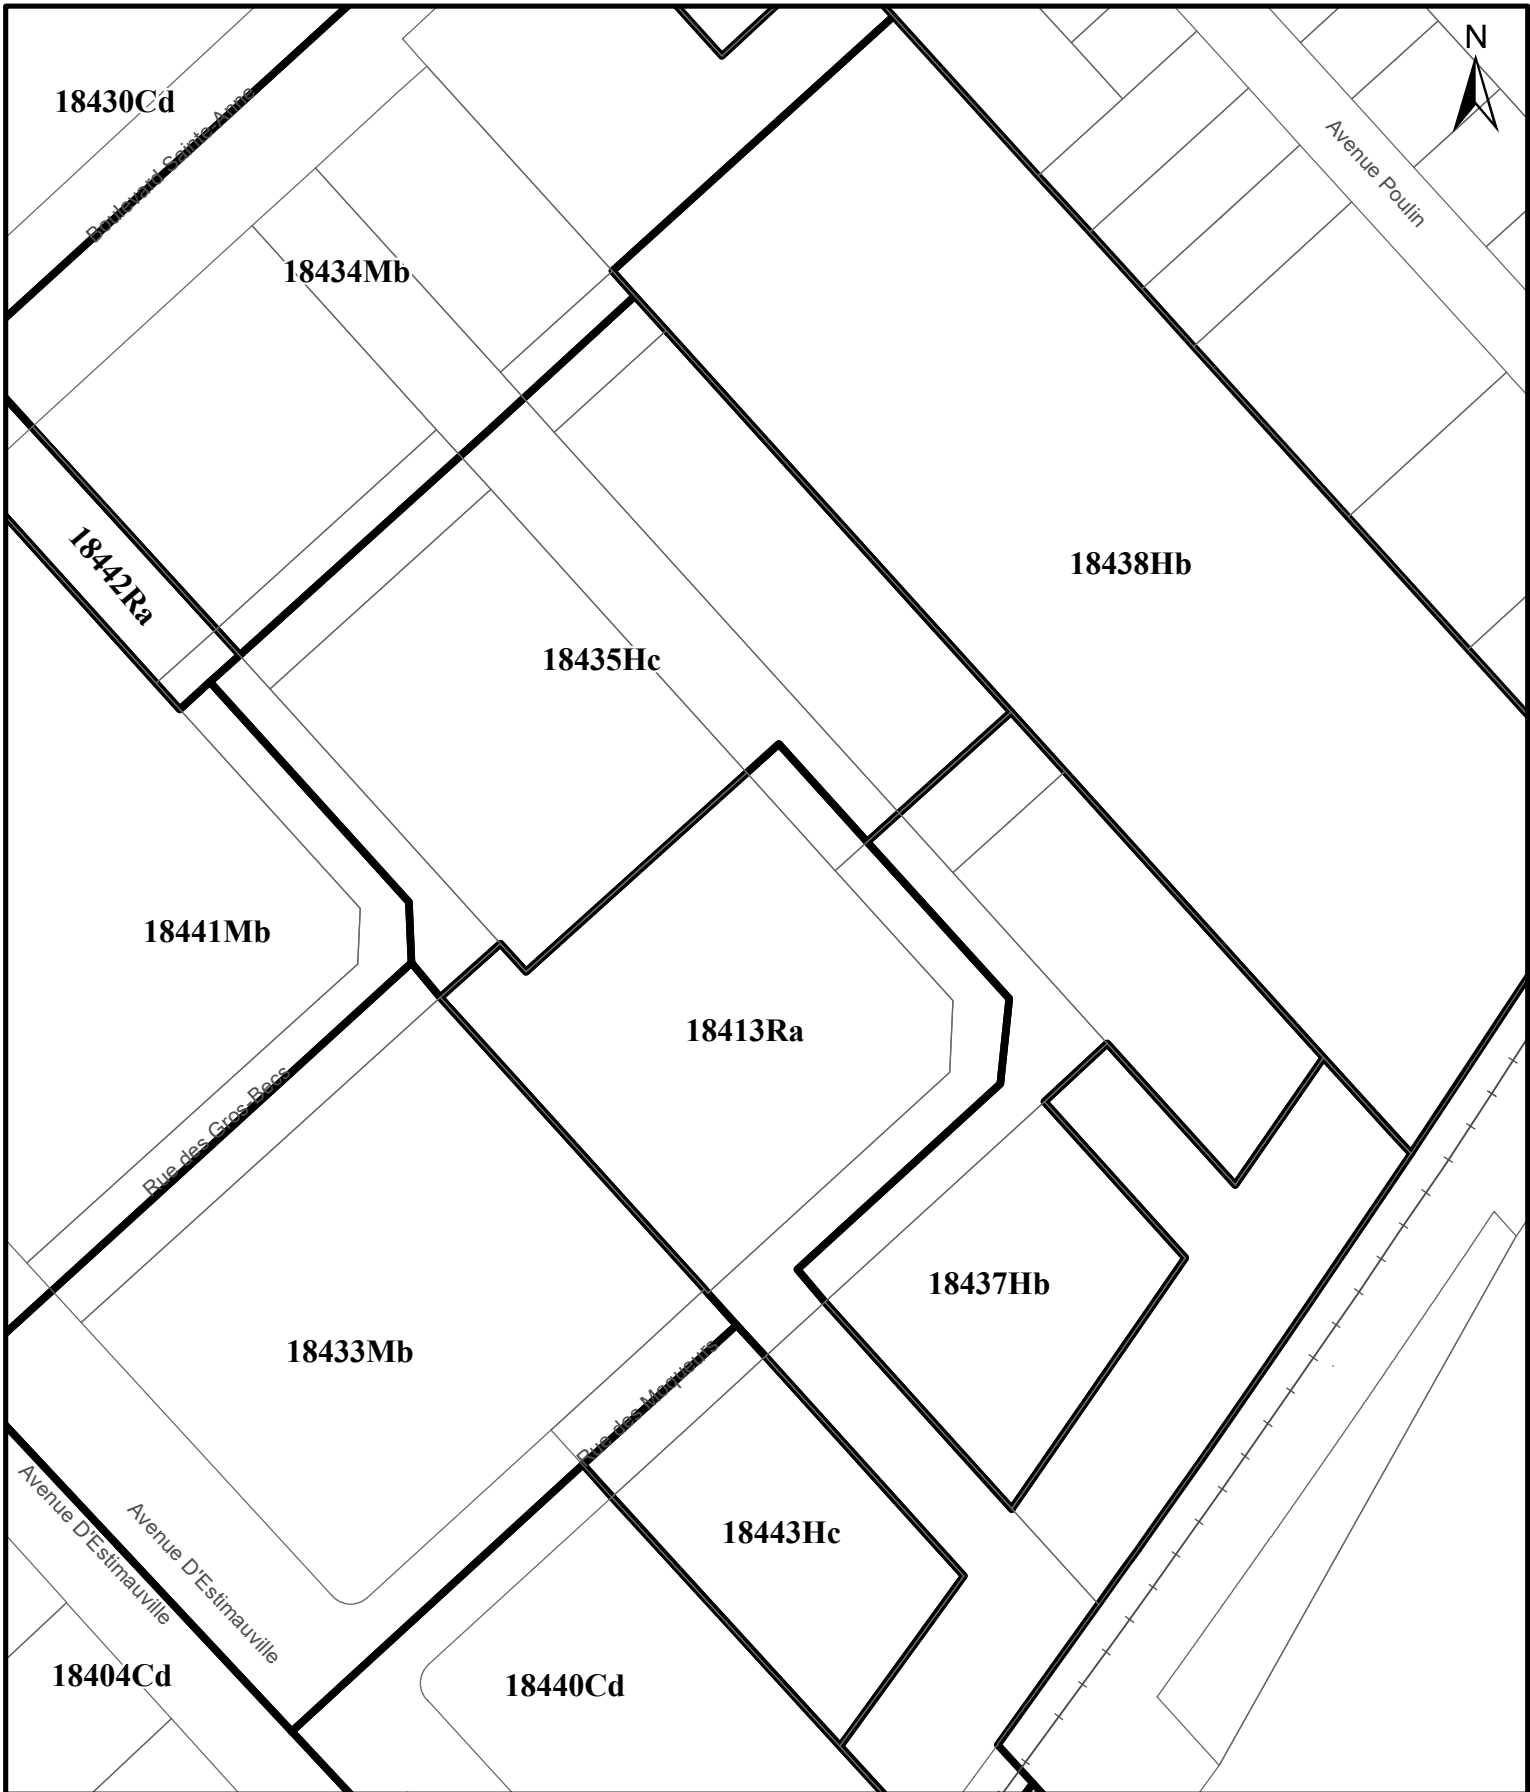 N
18430Cd
Boulevard Sainte-Anne
Avenue Poulin
18434Mb
18442Ra
18438Hb
18435Hc
18441Mb
18413Ra
Rue des Gros-Becs
18437Hb
18433Mb
Rue des Moqueurs
Avenue D'Estimauville
Avenue D'Estimauville
18443Hc
18404Cd
18440Cd